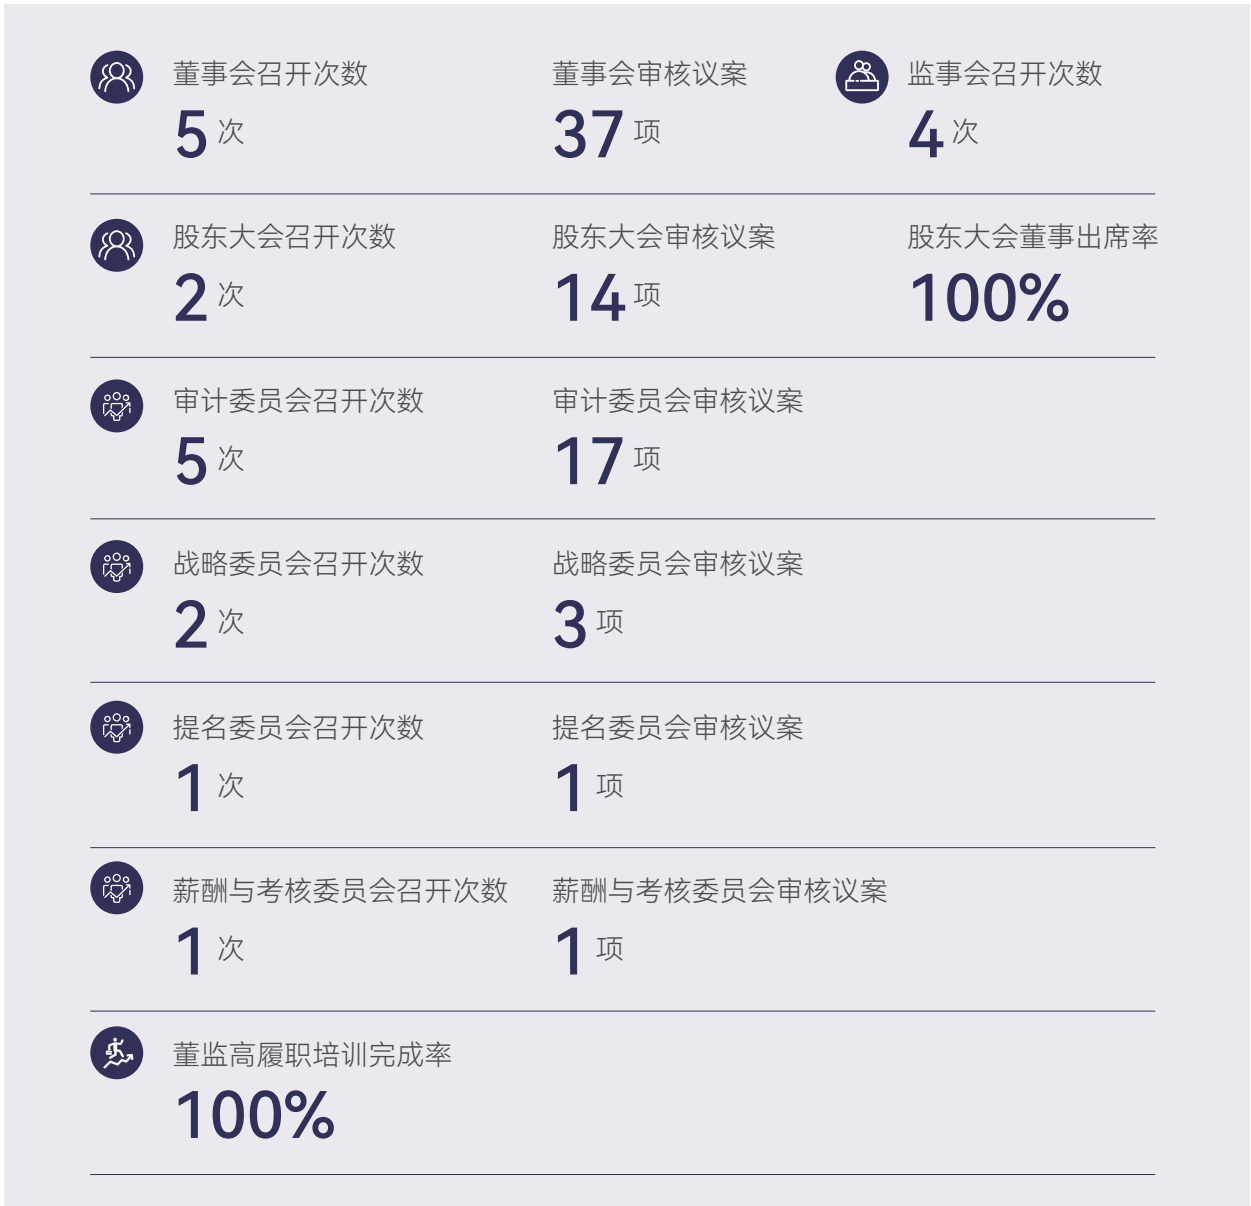 董事会召开次数
5 次
董事会审核议案
37 项
监事会召开次数
4 次
股东大会召开次数
2 次
股东大会审核议案
14 项
股东大会董事出席率
100%
审计委员会召开次数
5 次
审计委员会审核议案
17 项
战略委员会召开次数
2 次
战略委员会审核议案
3 项
提名委员会召开次数
1 次
提名委员会审核议案
1 项
薪酬与考核委员会召开次数
1 次
薪酬与考核委员会审核议案
1 项
董监高履职培训完成率
100%